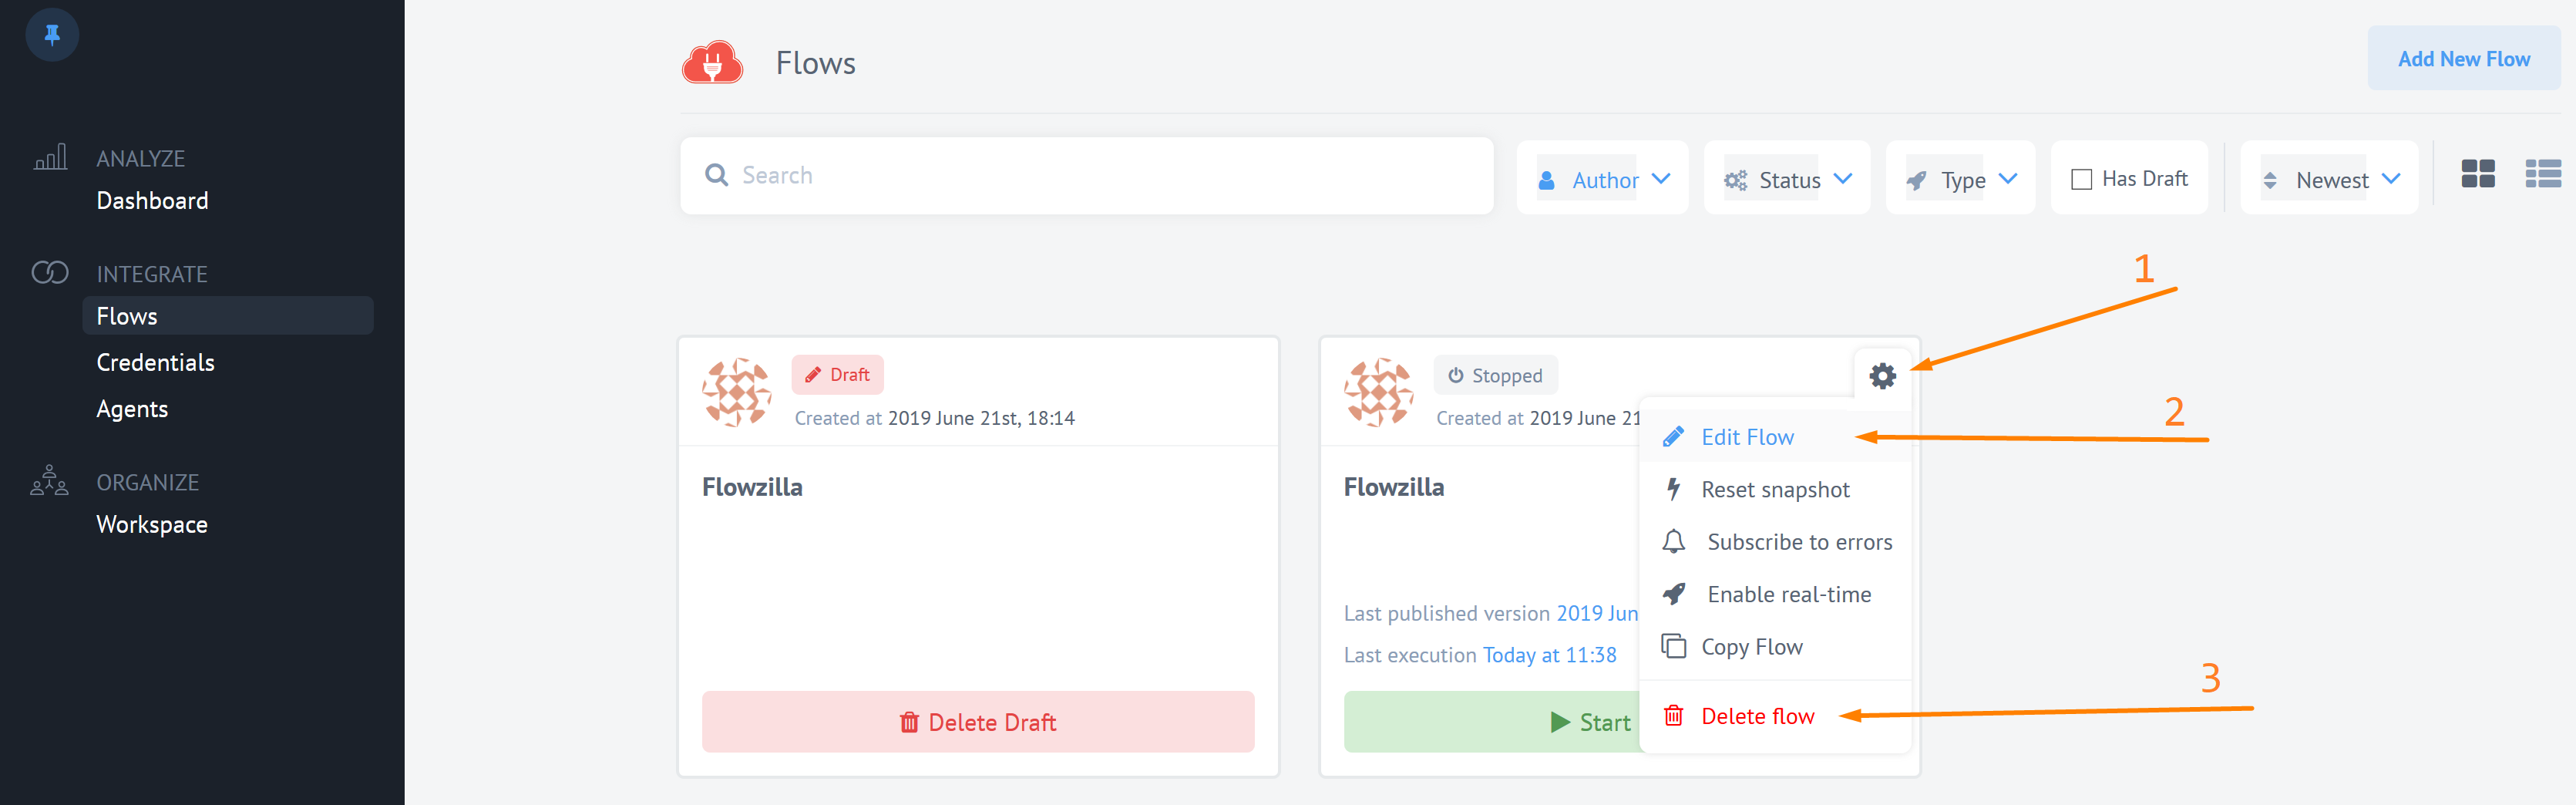 Flows
Add New Flow
Search
Author
Status
Type
Has Draft
Newest
ANALYZE
Dashboard
INTEGRATE
Flows
Credentials
Agents
ORGANIZE
Workspace
1
2
3
Draft
Created at 2019 June 21st, 18:14
Flowzilla
Delete Draft
Stopped
Created at 2019 June 21
Flowzilla
Last published version 2019 Jun
Last execution Today at 11:38
Start
Edit Flow
Reset snapshot
Subscribe to errors
Enable real-time
Copy Flow
Delete flow